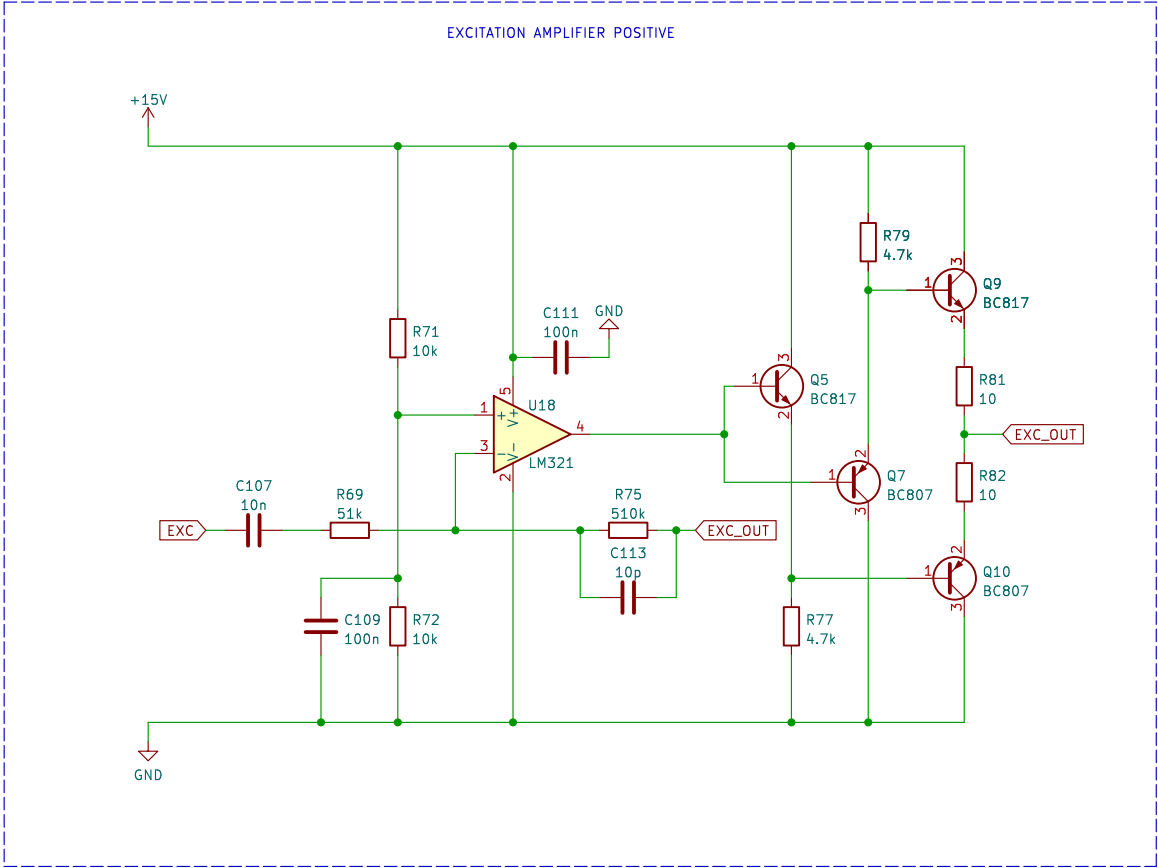 EXCITATION AMPLIFIER POSITIVE
+15V
R79
4.7k
3
1
2
Q9
BC817
C111
100n
GND
R71
10k
3
1
2
Q5
BC817
R81
10
5
1
+
V+
U18
3
-
V-
LM321
2
4
EXC_OUT
2
1
3
Q7
BC807
R82
10
C107
10n
R69
51k
R75
510k
EXC
EXC_OUT
C113
10p
2
1
3
Q10
BC807
C109
100n
R72
10k
R77
4.7k
GND